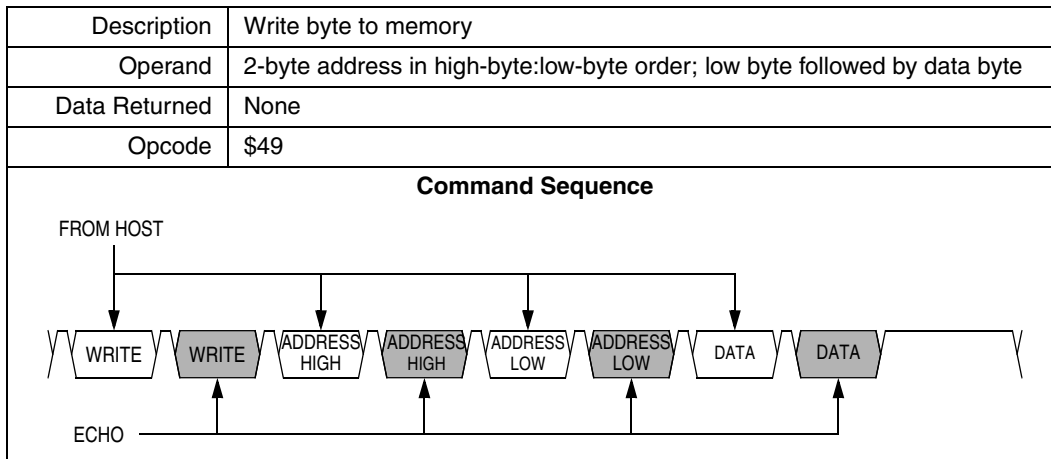 Description Write byte to memory
Operand 2-byte address in high-byte:low-byte order; low byte followed by data byte
Data Returned None
Opcode $49
Command Sequence
FROM HOST
WRITE WRITE ADDRESS HIGH ADDRESS HIGH ADDRESS LOW ADDRESS LOW DATA DATA
ECHO